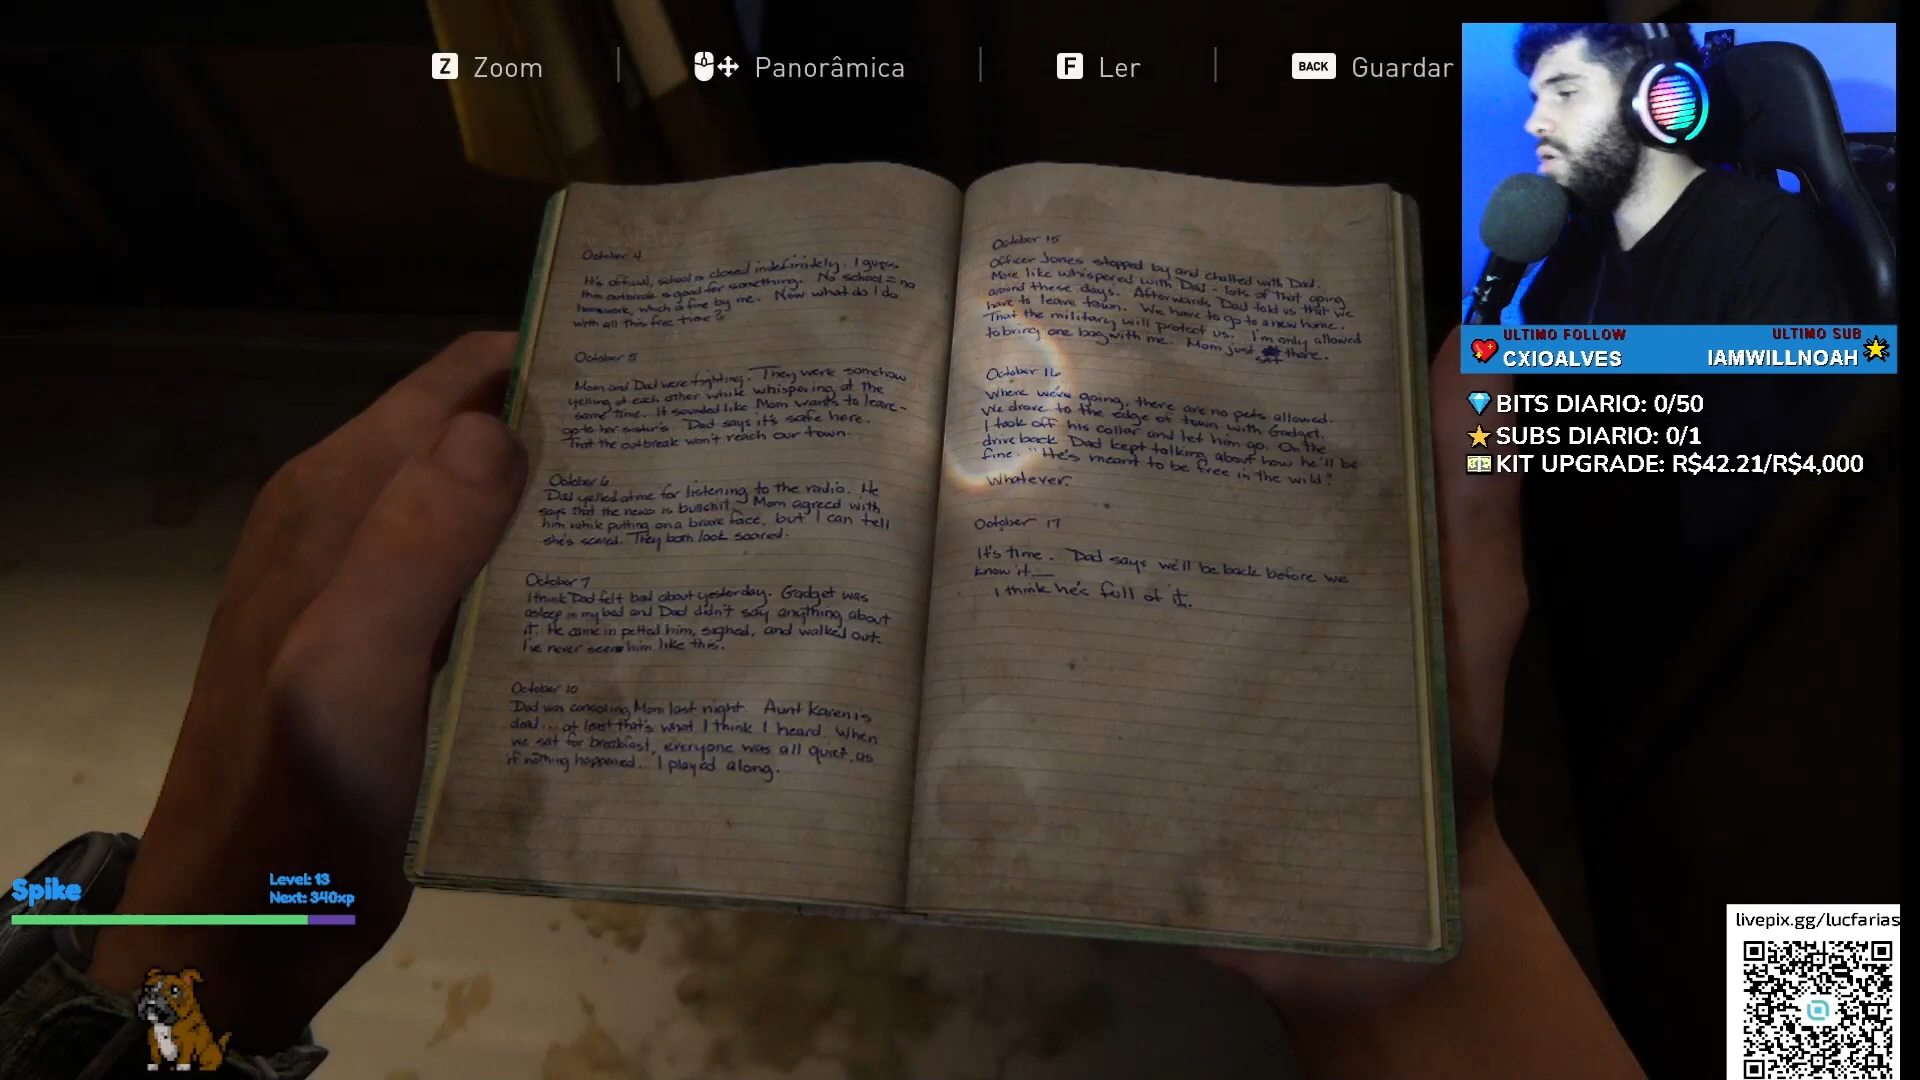 Z Zoom
Panorâmica
F Ler
BACK Guardar
October 4
It's official, school is closed indefinitely. I guess
this outbreak is good for something. No school = no
homework, which is fine by me. Now what do I do
with all this free time?
October 5
Mom and Dad were fighting. They were somehow
yelling at each other while whispering at the
same time. It sounded like Mom wants to leave-
go to her sister's. Dad says it's safe here.
That the outbreak won't reach our town.
October 6
Dad yelled at me for listening to the radio. He
says that the news is bullshit. Mom agreed with
him while putting on a brave face, but I can tell
she's scared. They both look scared.
October 7
I think Dad felt bad about yesterday. Gadget was
asleep in my bed and Dad didn't say anything about
it. He came in petted him, sighed, and walked out.
I've never seen him like this.
October 10
Dad was consoling Mom last night. Aunt Karen is
dead... at least that's what I think I heard. When
we sat for breakfast, everyone was all quiet, as
if nothing happened. I played along.
October 15
Officer Jones stopped by and chatted with Dad.
More like whispered with Dad - lots of that going
around these days. Afterwards, Dad told us that we
have to leave town. We have to go to a new home.
That the military will protect us. I'm only allowed
to bring one bag with me. Mom just sat there.
October 16
Where we're going, there are no pets allowed.
We drove to the edge of town with Gadget.
I took off his collar and let him go. On the
drive back Dad kept talking about how he'll be
fine. "He's meant to be free in the wild."
Whatever.
October 17
It's time. Dad says we'll be back before we
know it__
I think he's full of it.
ULTIMO FOLLOW
CXIOALVES
ULTIMO SUB
IAMWILLNOAH
BITS DIARIO: 0/50
SUBS DIARIO: 0/1
KIT UPGRADE: R$42.21/R$4,000
Spike
Level: 13
Next: 340xp
livepix.gg/lucfarias